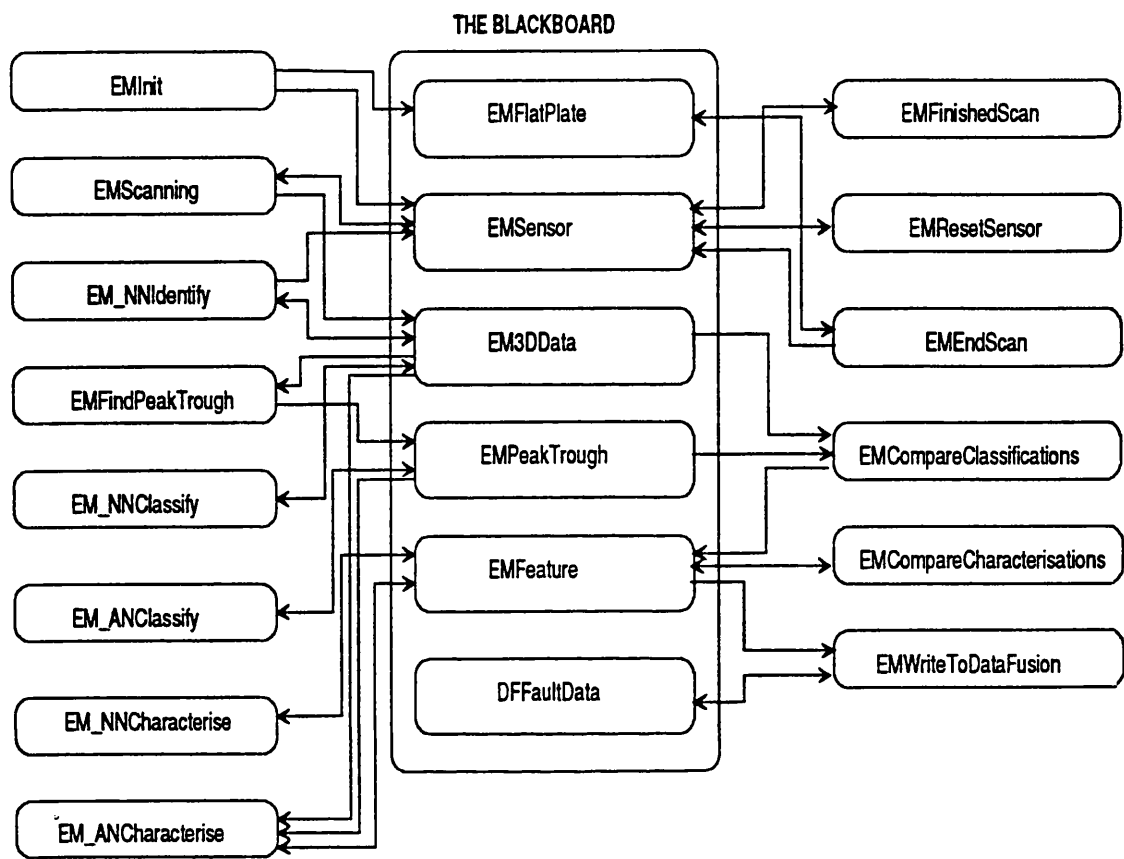 THE BLACKBOARD
EMInit
EMScanning
EM_NNIdentify
EMFindPeakTrough
EM_NNClassify
EM_ANClassify
EM_NNCharacterise
EM_ANCharacterise
EMFlatPlate
EMSensor
EM3DData
EMPeakTrough
EMFeature
DFFaultData
EMFinishedScan
EMResetSensor
EMEndScan
EMCompareClassifications
EMCompareCharacterisations
EMWriteToDataFusion